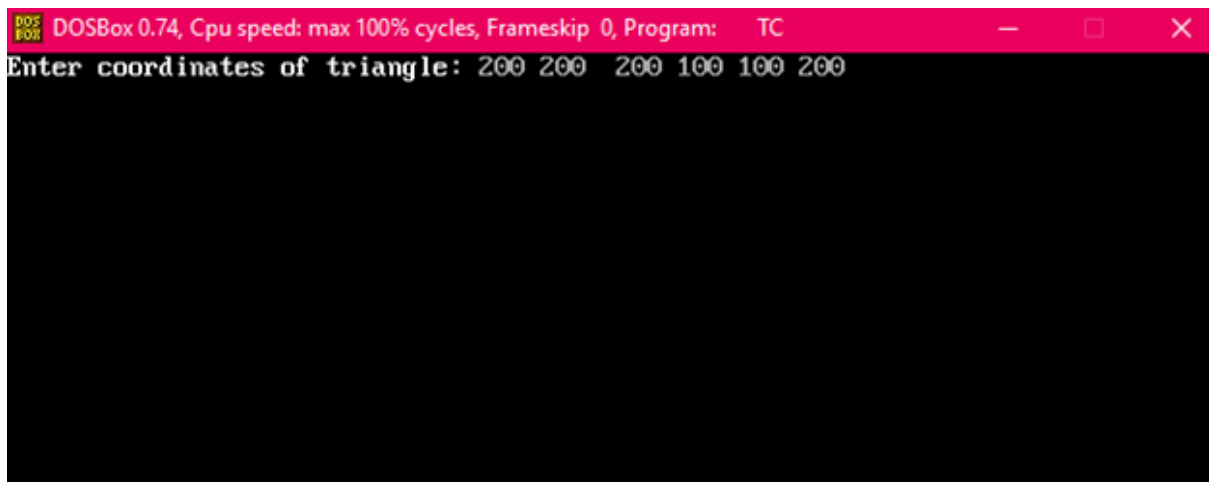 DOSBox 0.74, Cpu speed: max 100% cycles, Frameskip 0, Program: TC
Enter coordinates of triangle: 200 200  200 100 100 200